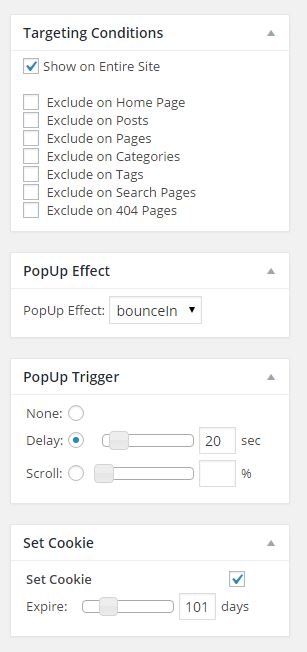 Targeting Conditions
Show on Entire Site
Exclude on Home Page
Exclude on Posts
Exclude on Pages
Exclude on Categories
Exclude on Tags
Exclude on Search Pages
Exclude on 404 Pages
PopUp Effect
PopUp Effect: bounceIn
PopUp Trigger
None:
Delay: 20 sec
Scroll: %
Set Cookie
Set Cookie
Expire: 101 days